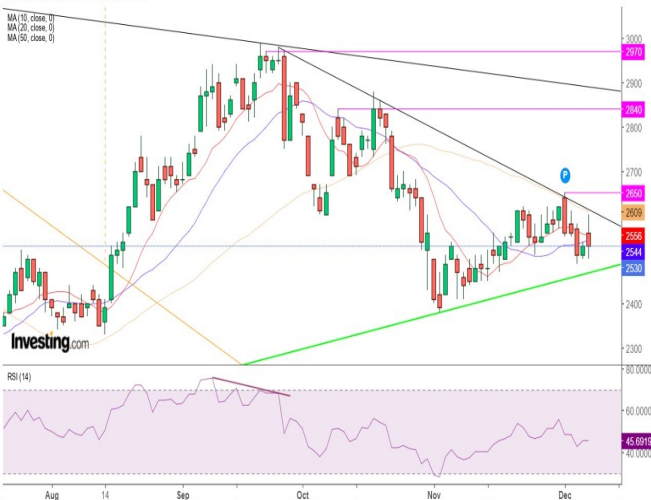 MA (10, close, 0)
MA (20, close, 0)
MA (50, close, 0)
3000
2970
2900
2840
2800
2700
P
2650
2609
2556
2544
2530
2400
2300
Investing.com
RSI (14)
80.0000
60.0000
45.6919
40.0000
Aug 14 Sep Oct Nov Dec